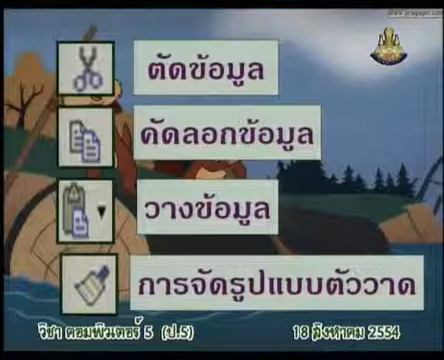 ตัดข้อมูล
คัดลอกข้อมูล
วางข้อมูล
การจัดรูปแบบตัววาด
วิชา คอมพิวเตอร์ 5 (ป.5) 18 สิงหาคม 2554